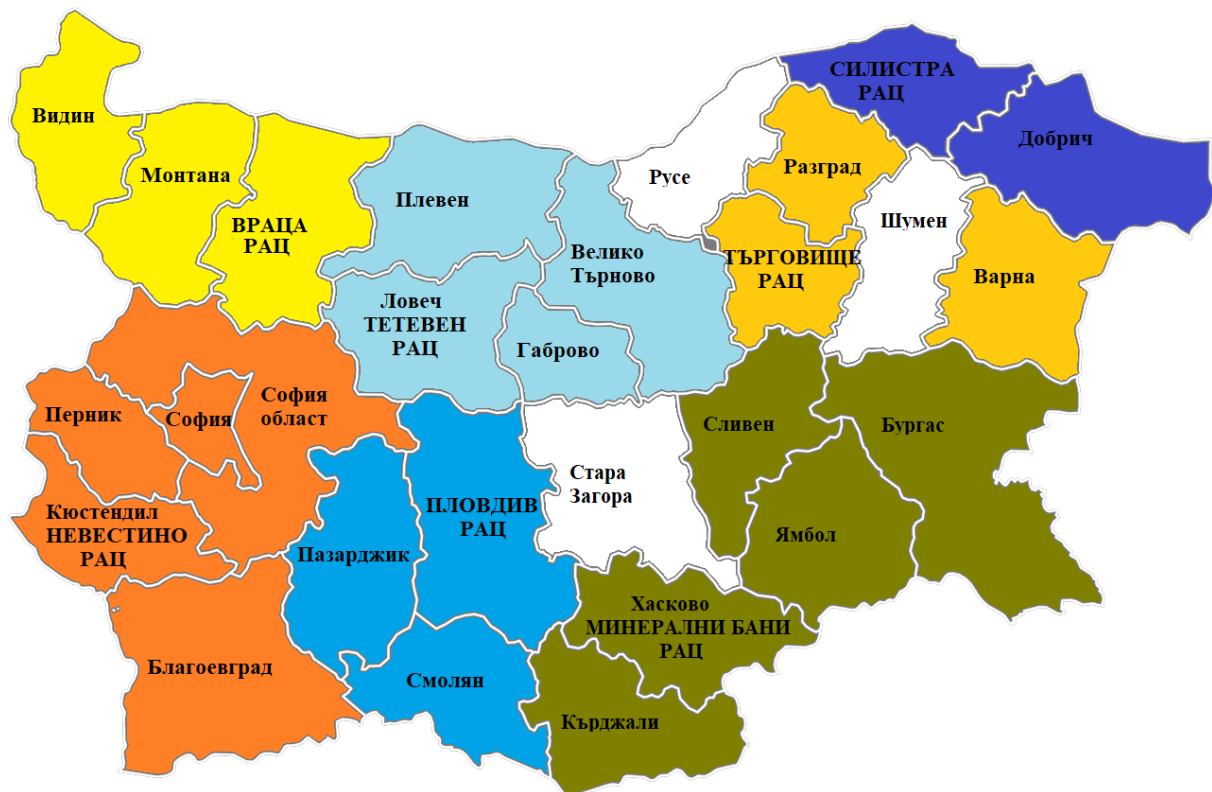 СИЛИСТРА
РАЦ
Видин
Добрич
Монтана
Разград
Русе
Плевен
Шумен
ВРАЦА
РАЦ
Велико
Търново
ТЪРГОВИЩЕ
РАЦ
Варна
Ловеч
ТЕТЕВЕН
РАЦ
Габрово
София
област
Перник
София
Сливен
Бургас
Стара
Загора
ПЛОВДИВ
РАЦ
Кюстендил
НЕВЕСТИНО
РАЦ
Ямбол
Пазарджик
Хасково
МИНЕРАЛНИ БАНИ
РАЦ
Благоевград
Смолян
Кърджали